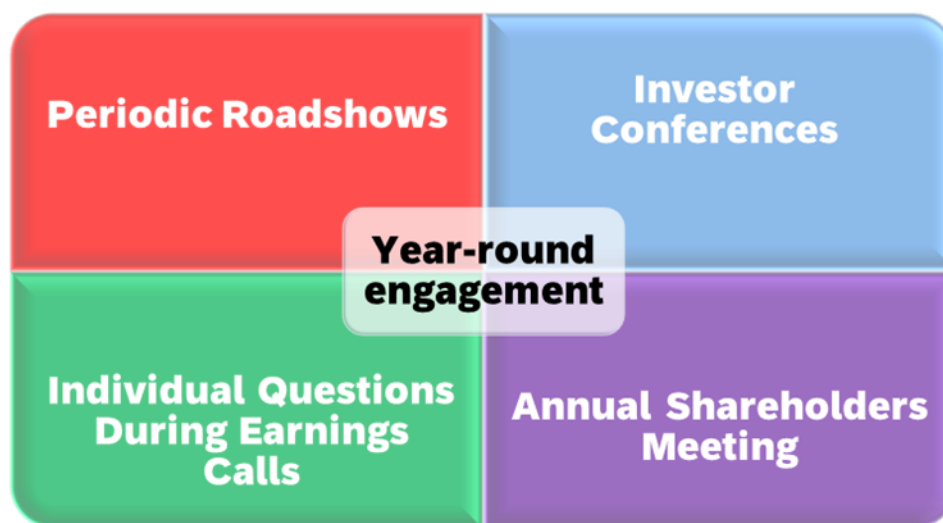 Periodic Roadshows
Investor
Conferences
Year-round
engagement
Individual Questions
During Earnings
Calls
Annual Shareholders
Meeting